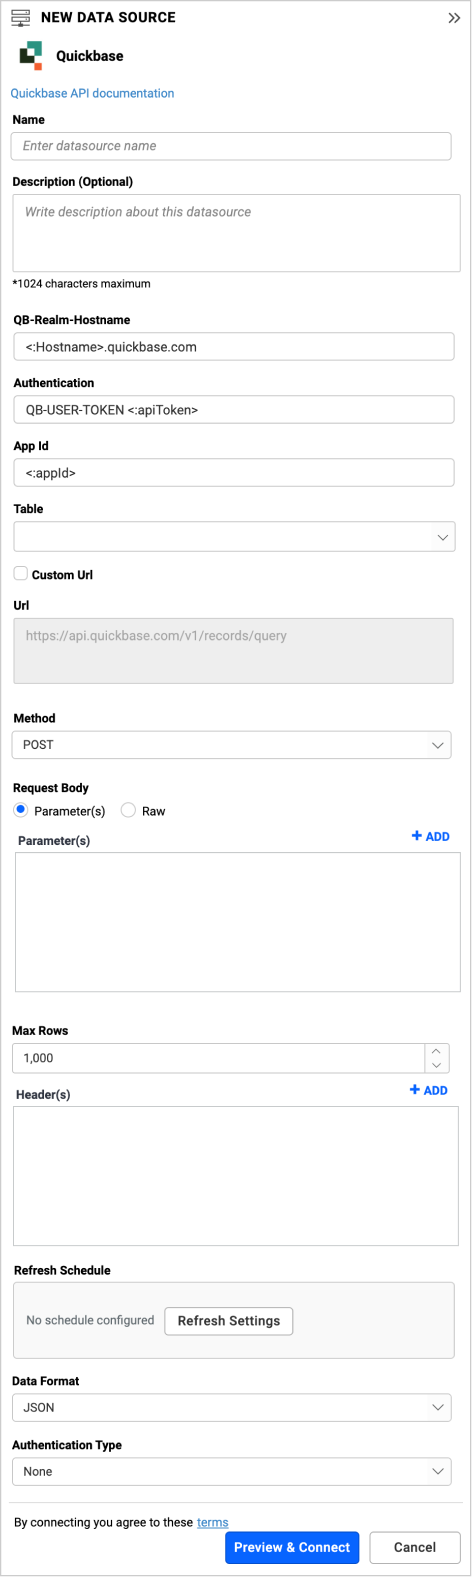 NEW DATA SOURCE
Quickbase
Quickbase API documentation
Name
Enter datasource name
Description (Optional)
Write description about this datasource
*1024 characters maximum
QB-Realm-Hostname
<:Hostname>.quickbase.com
Authentication
QB-USER-TOKEN <:apiToken>
App Id
<:appId>
Table
Custom Url
Url
https://api.quickbase.com/v1/records/query
Method
POST
Request Body
Parameter(s) Raw
Parameter(s) + ADD
Max Rows
1,000
Header(s) + ADD
Refresh Schedule
No schedule configured Refresh Settings
Data Format
JSON
Authentication Type
None
By connecting you agree to these terms
Preview & Connect Cancel